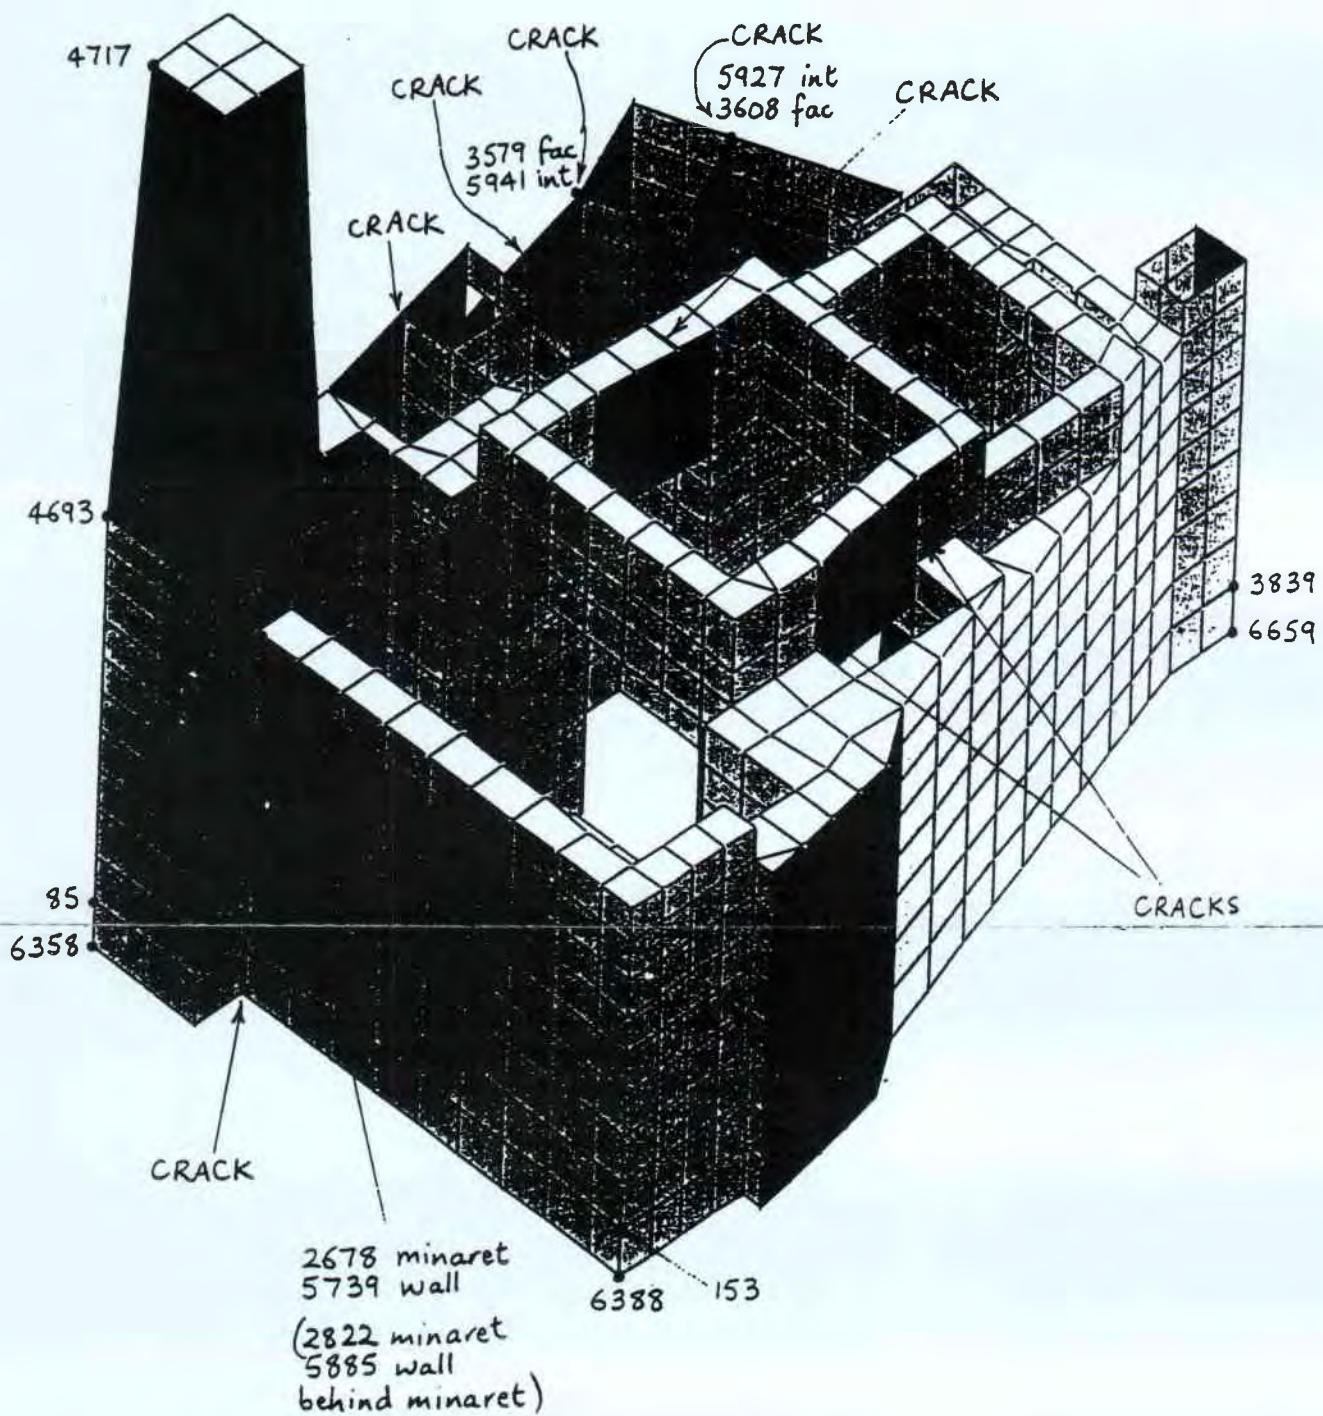 4717
CRACK
CRACK
5927 int
3608 fac
CRACK
CRACK
3579 fac
5941 int
CRACK
4693
3839
6659
85
6358
CRACKS
CRACK
2678 minaret
5739 wall
(2822 minaret
5885 wall
behind minaret)
6388
153